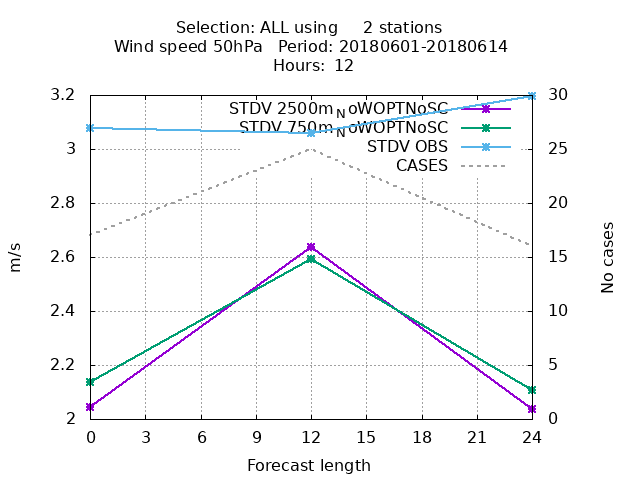 Selection: ALL using     2 stations
Wind speed 50hPa   Period: 20180601-20180614
Hours:  12
3.2
3
2.8
2.6
2.4
2.2
2
m/s
STDV 2500m_NoWOPTNoSC
STDV 750m_NoWOPTNoSC
STDV OBS
CASES
30
25
20
15
10
5
0
No cases
0 3 6 9 12 15 18 21 24
Forecast length